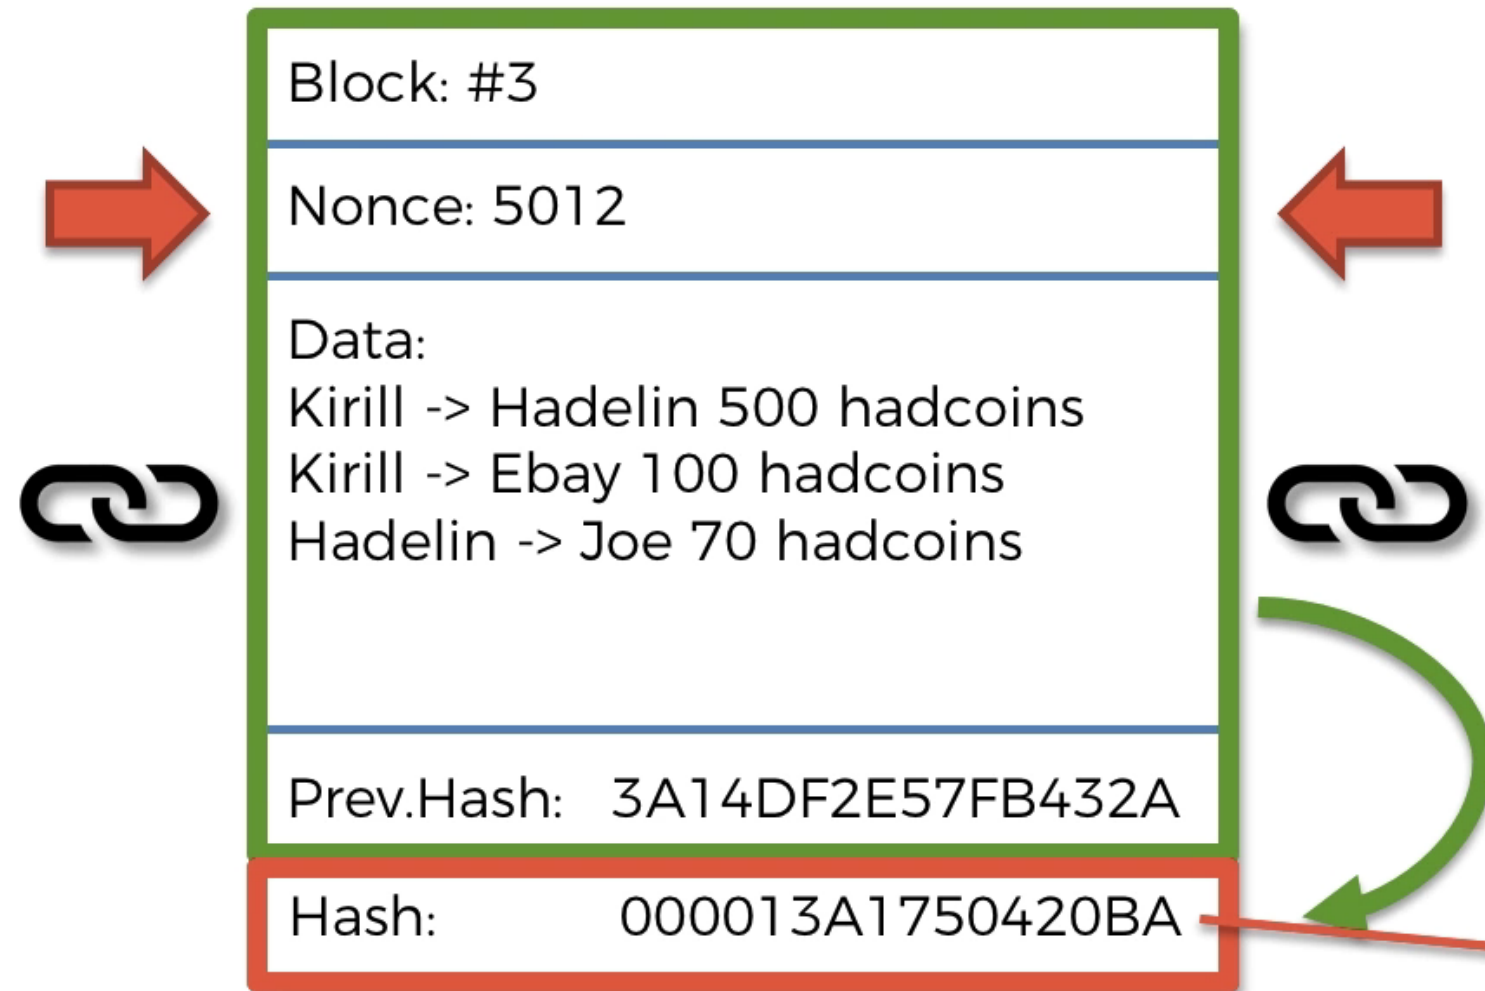 Block: #3
Nonce: 5012
Data:
Kirill -> Hadelin 500 hadcoins
Kirill -> Ebay 100 hadcoins
Hadelin -> Joe 70 hadcoins
Prev.Hash: 3A14DF2E57FB432A
Hash: 000013A1750420BA